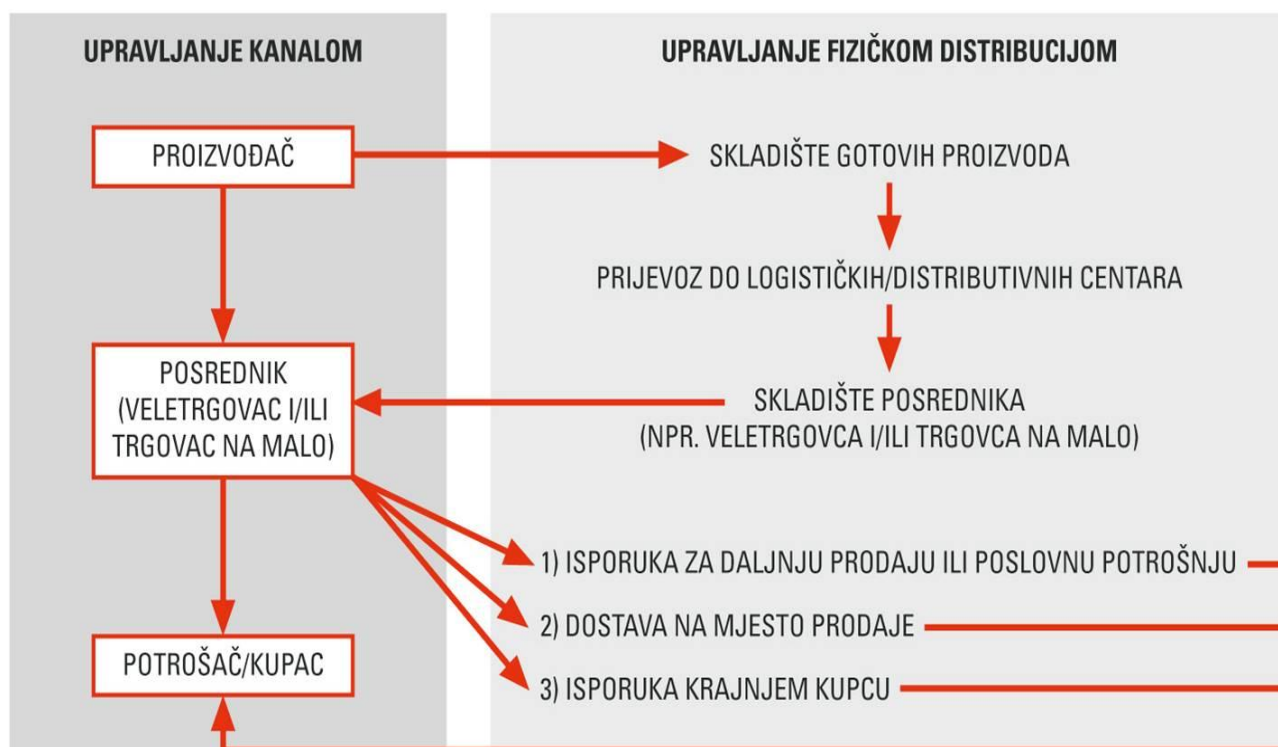 UPRAVLJANJE KANALOM
PROIZVOĐAČ
POSREDNIK
(VELETRGOVAC I/ILI
TRGOVAC NA MALO)
POTROŠAČ/KUPAC
UPRAVLJANJE FIZIČKOM DISTRIBUCIJOM
SKLADIŠTE GOTOVIH PROIZVODA
PRIJEVOZ DO LOGISTIČKIH/DISTRIBUTIVNIH CENTARA
SKLADIŠTE POSREDNIKA
(NPR. VELETRGOVCA I/ILI TRGOVCA NA MALO)
1) ISPORUKA ZA DALJNJU PRODAJU ILI POSLOVNU POTROŠNJU
2) DOSTAVA NA MJESTO PRODAJE
3) ISPORUKA KRAJNJEM KUPCU